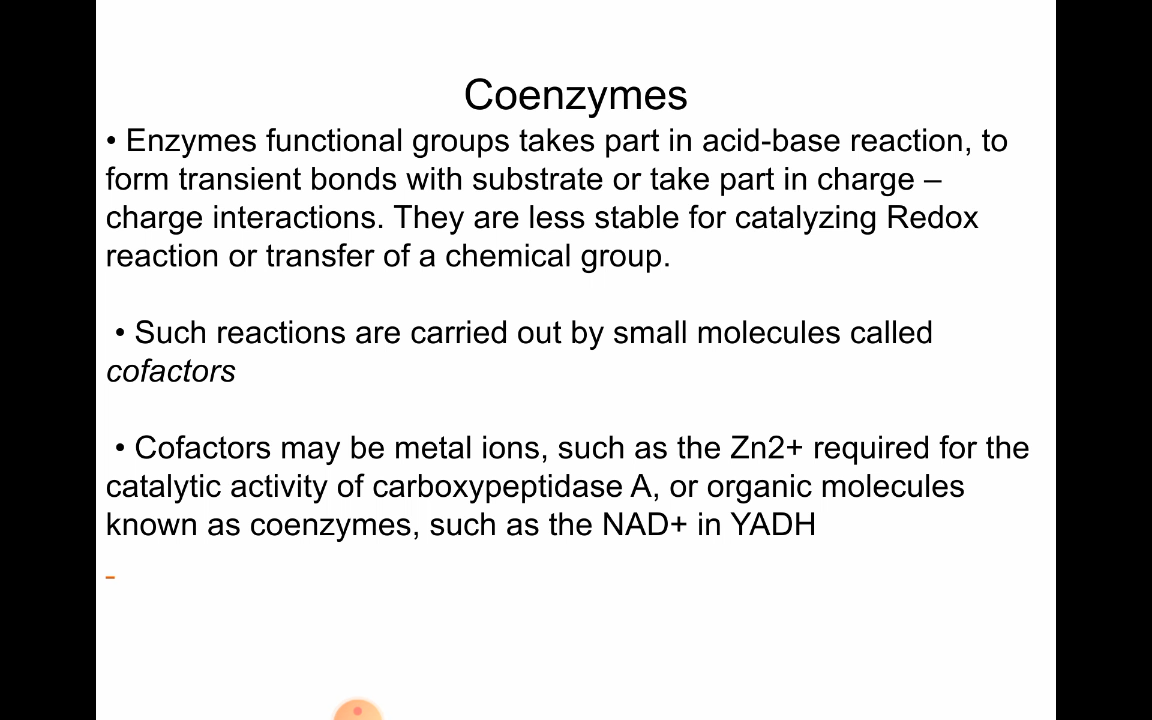 Coenzymes
• Enzymes functional groups takes part in acid-base reaction, to
form transient bonds with substrate or take part in charge –
charge interactions. They are less stable for catalyzing Redox
reaction or transfer of a chemical group.
• Such reactions are carried out by small molecules called
cofactors
• Cofactors may be metal ions, such as the Zn2+ required for the
catalytic activity of carboxypeptidase A, or organic molecules
known as coenzymes, such as the NAD+ in YADH
-